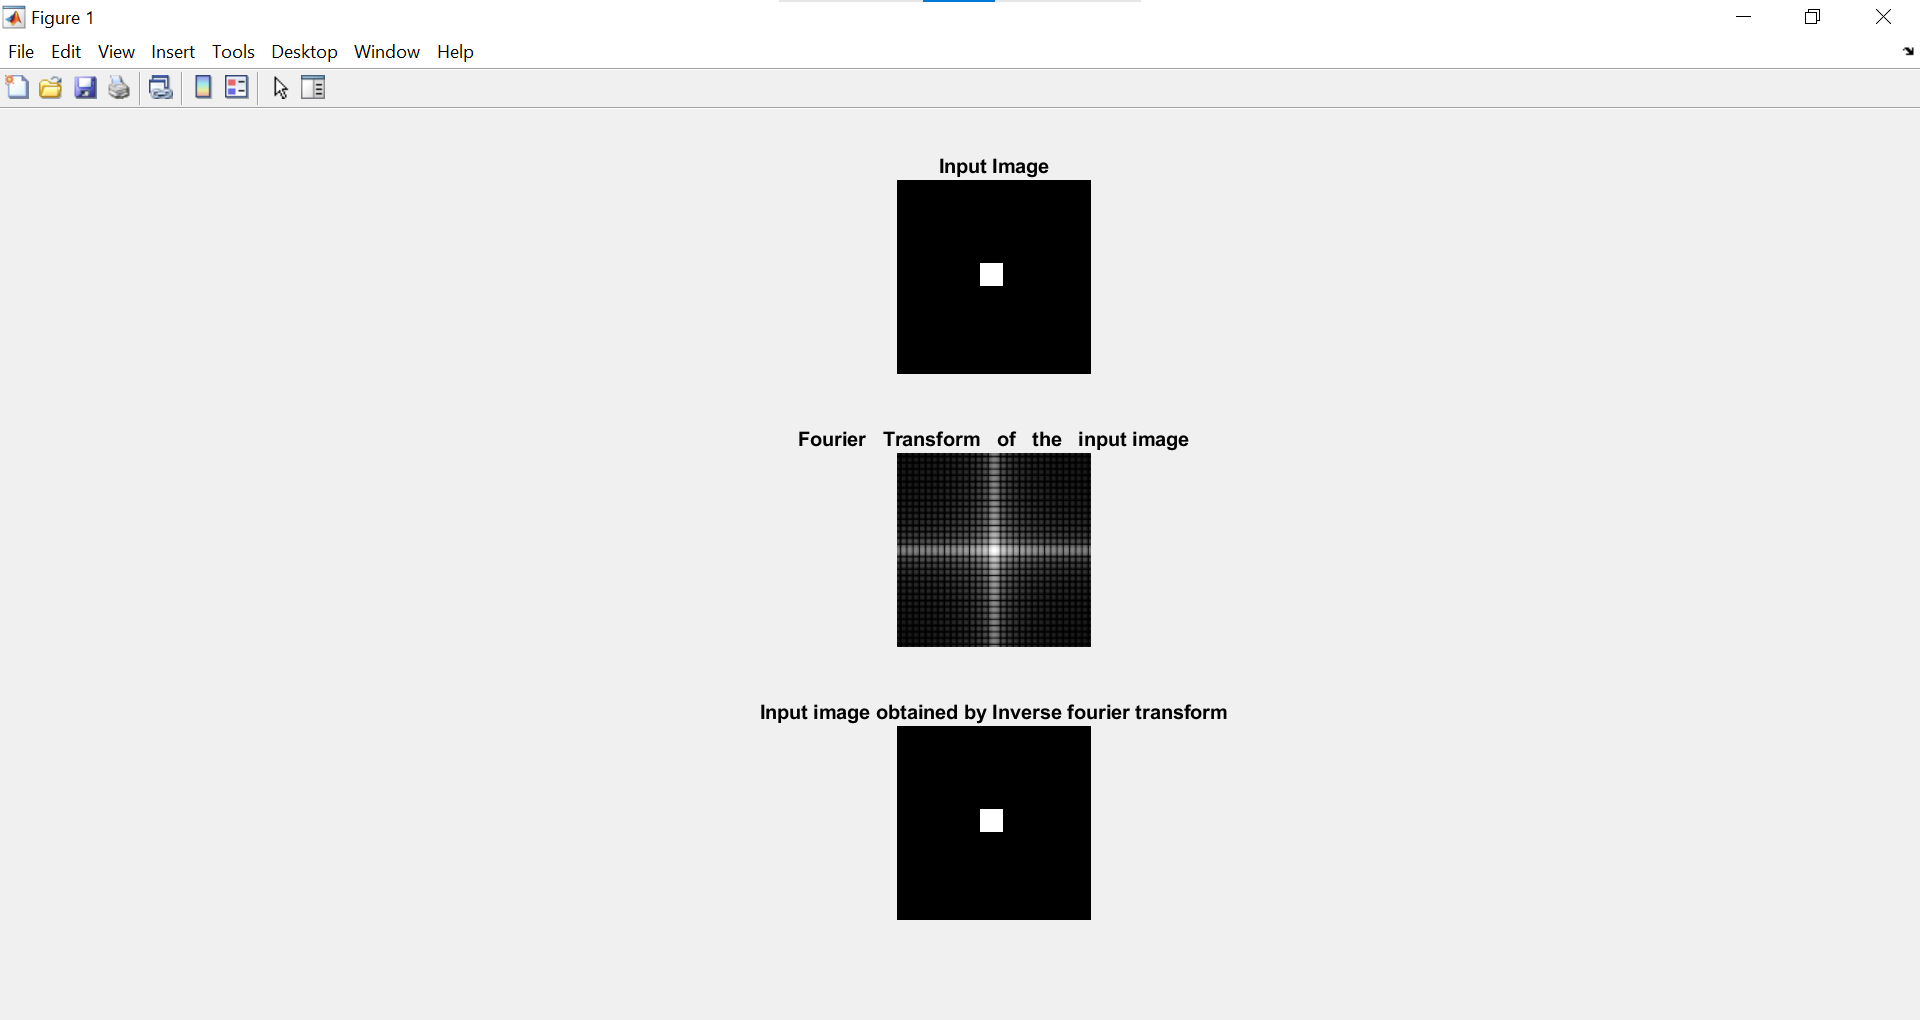 Figure 1
File Edit View Insert Tools Desktop Window Help
Input Image
Fourier Transform of the input image
Input image obtained by Inverse fourier transform